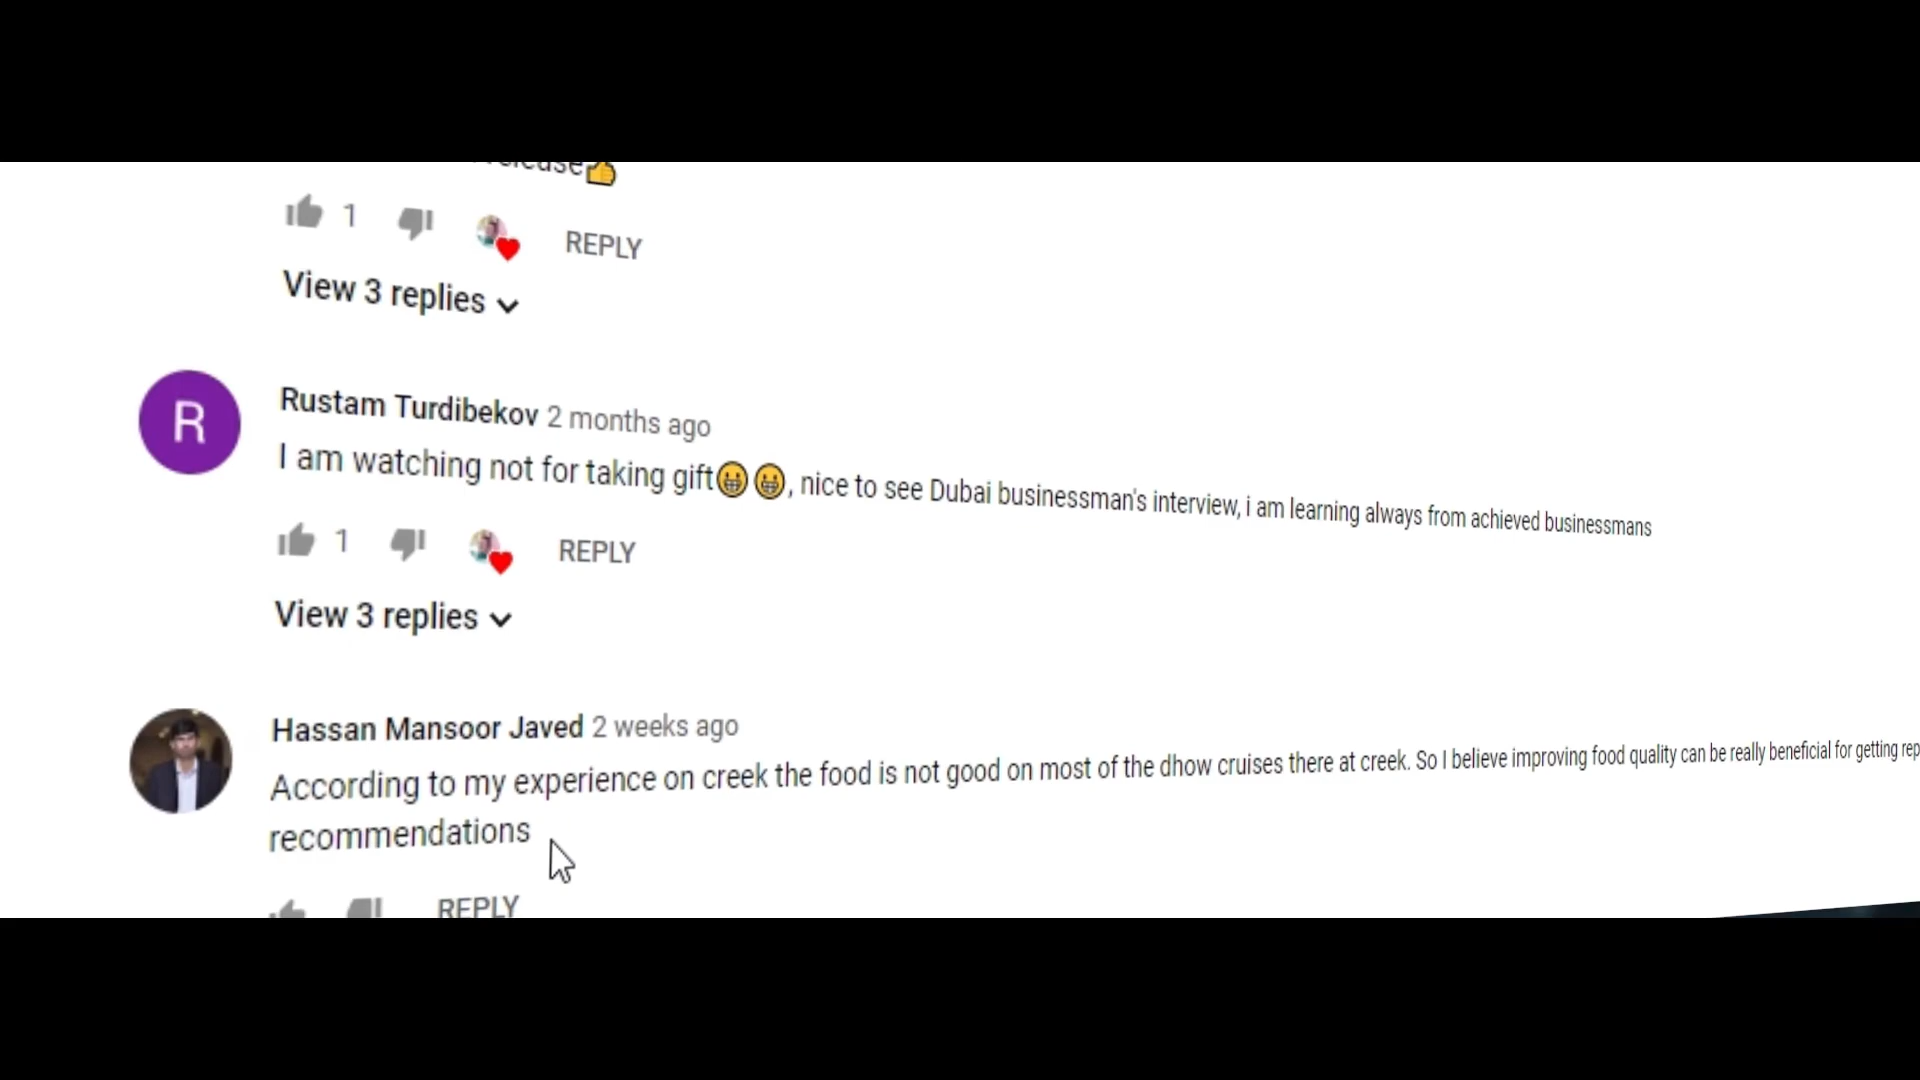 1 REPLY
View 3 replies
R
Rustam Turdibekov 2 months ago
I am watching not for taking gift😀😀, nice to see Dubai businessman's interview, i am learning always from achieved businessmans
1 REPLY
View 3 replies
Hassan Mansoor Javed 2 weeks ago
According to my experience on creek the food is not good on most of the dhow cruises there at creek. So I believe improving food quality can be really beneficial for getting
recommendations
REPLY